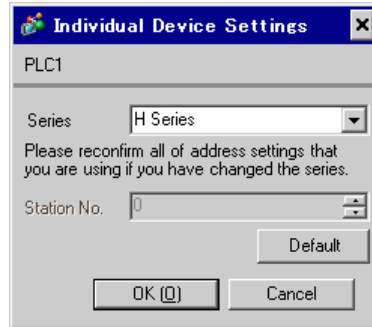 Individual Device Settings
PLC1
Series H Series
Please reconfirm all of address settings that
you are using if you have changed the series.
Station No. 0
Default
OK (O) Cancel